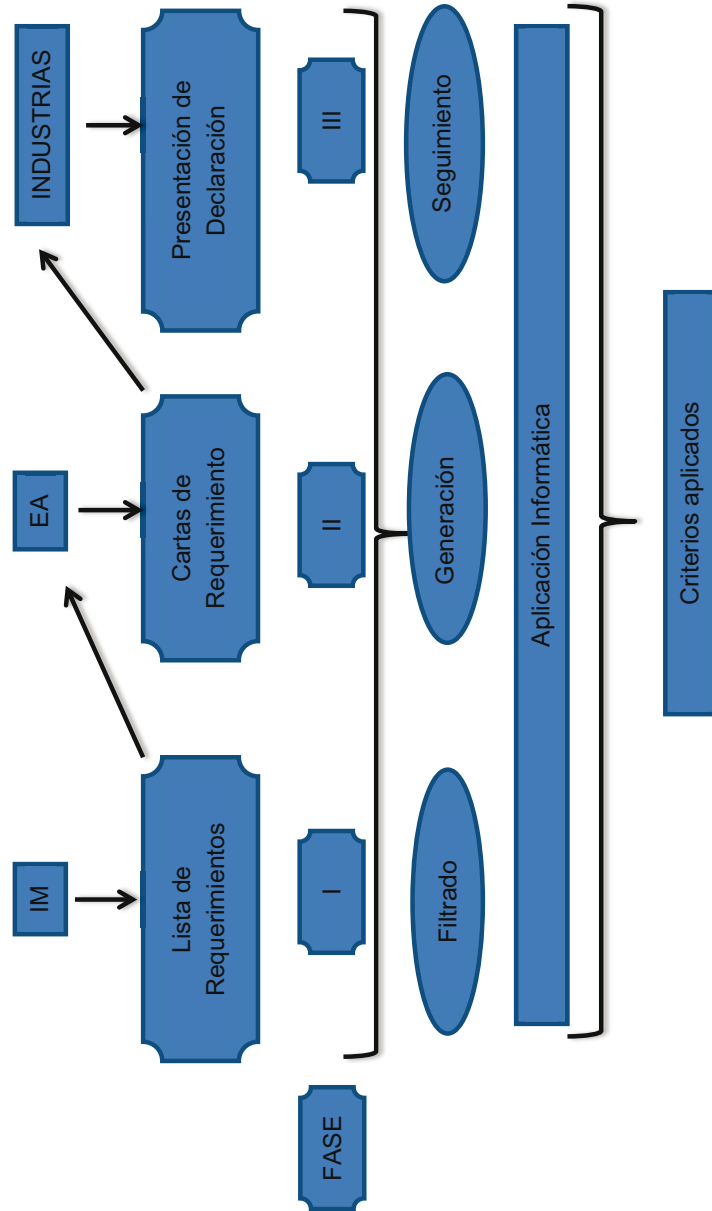 IM
EA
INDUSTRIAS
Lista de
Requerimientos
Cartas de
Requerimiento
Presentación de
Declaración
FASE
I
II
III
Filtrado
Generación
Seguimiento
Aplicación Informática
Criterios aplicados